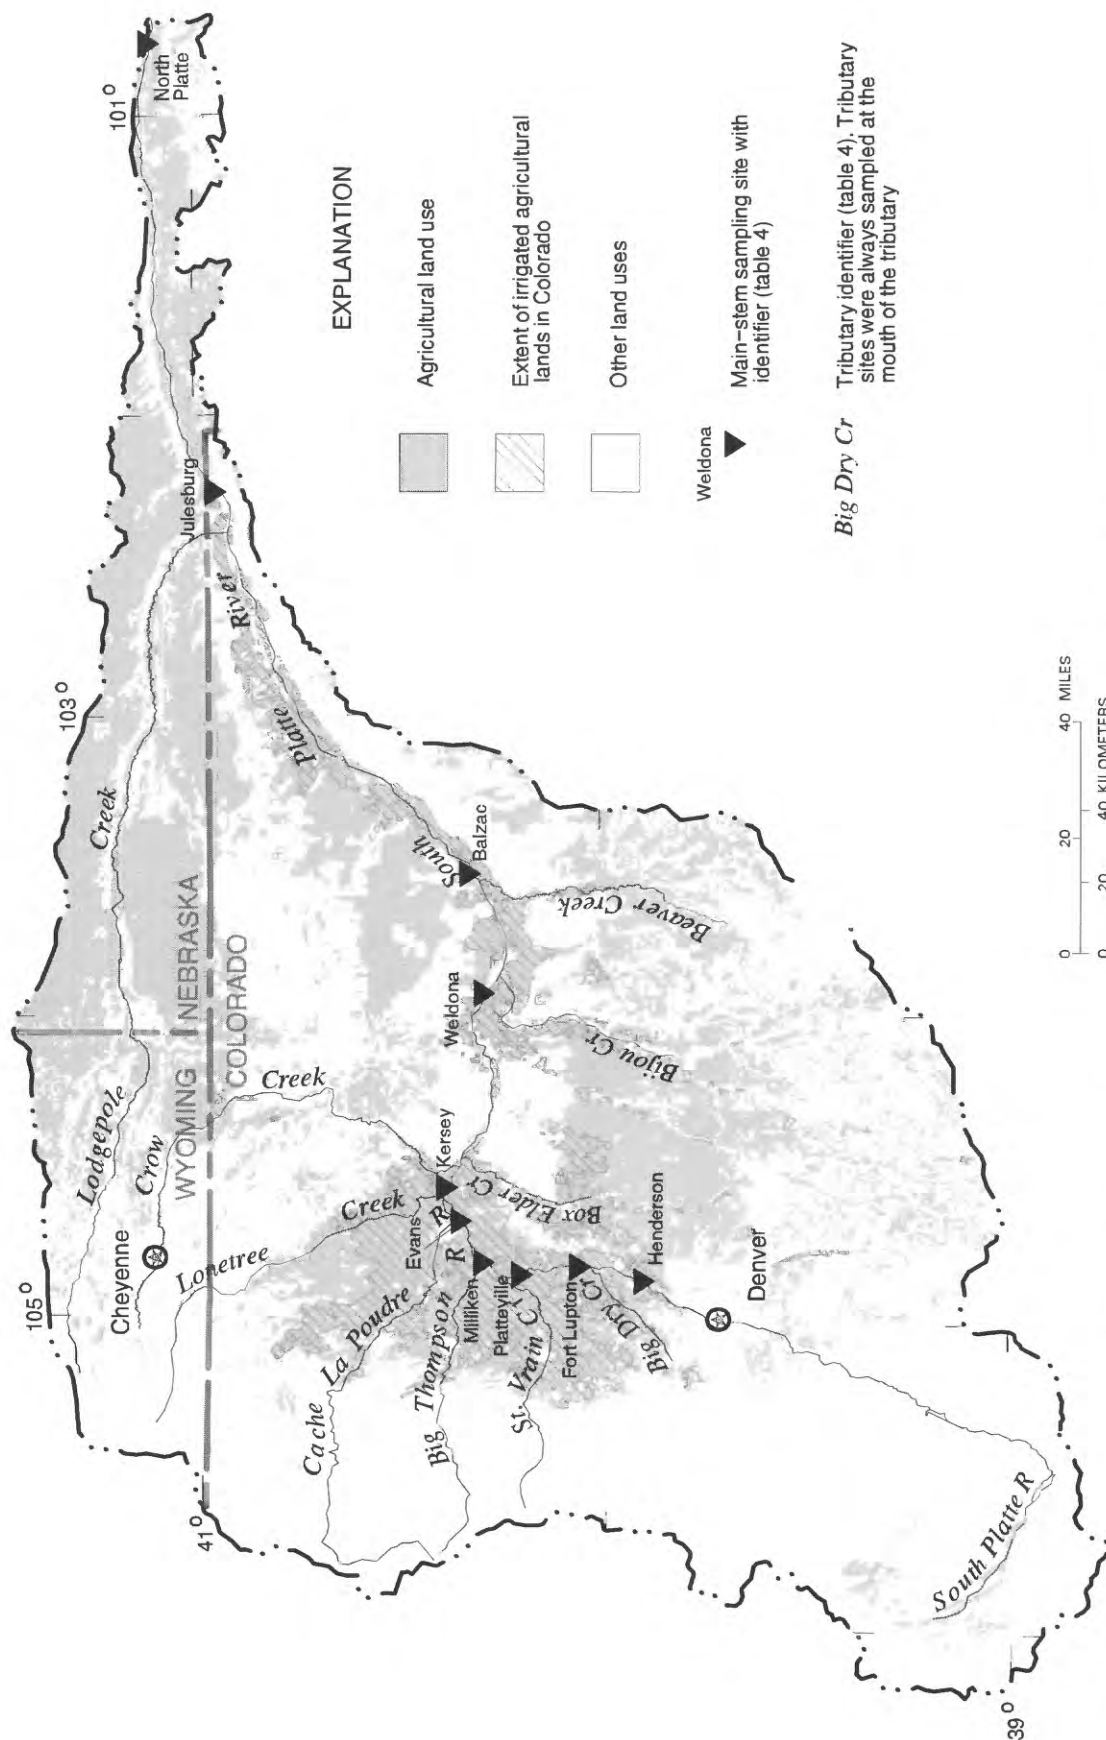 105°
103°
101°
41°
39°
WYOMING
NEBRASKA
COLORADO
Lodgepole
Creek
Cheyenne
Crow
Creek
Lonetree
Creek
Cache
La Poudre
R
Big
Thompson
R
St. Vrain Cr
Big Dry Cr
Box Elder Cr
Bijou Cr
Beaver Creek
South
Platte
River
South Platte R
North
Platte
Julesburg
Balzac
Weldona
Kersey
Evans
Milliken
Platteville
Fort Lupton
Henderson
Denver
0
20
40 MILES
0
20
40 KILOMETERS
EXPLANATION
Agricultural land use
Extent of irrigated agricultural
lands in Colorado
Other land uses
Weldona
Main-stem sampling site with
identifier (table 4)
Big Dry Cr
Tributary identifier (table 4). Tributary
sites were always sampled at the
mouth of the tributary